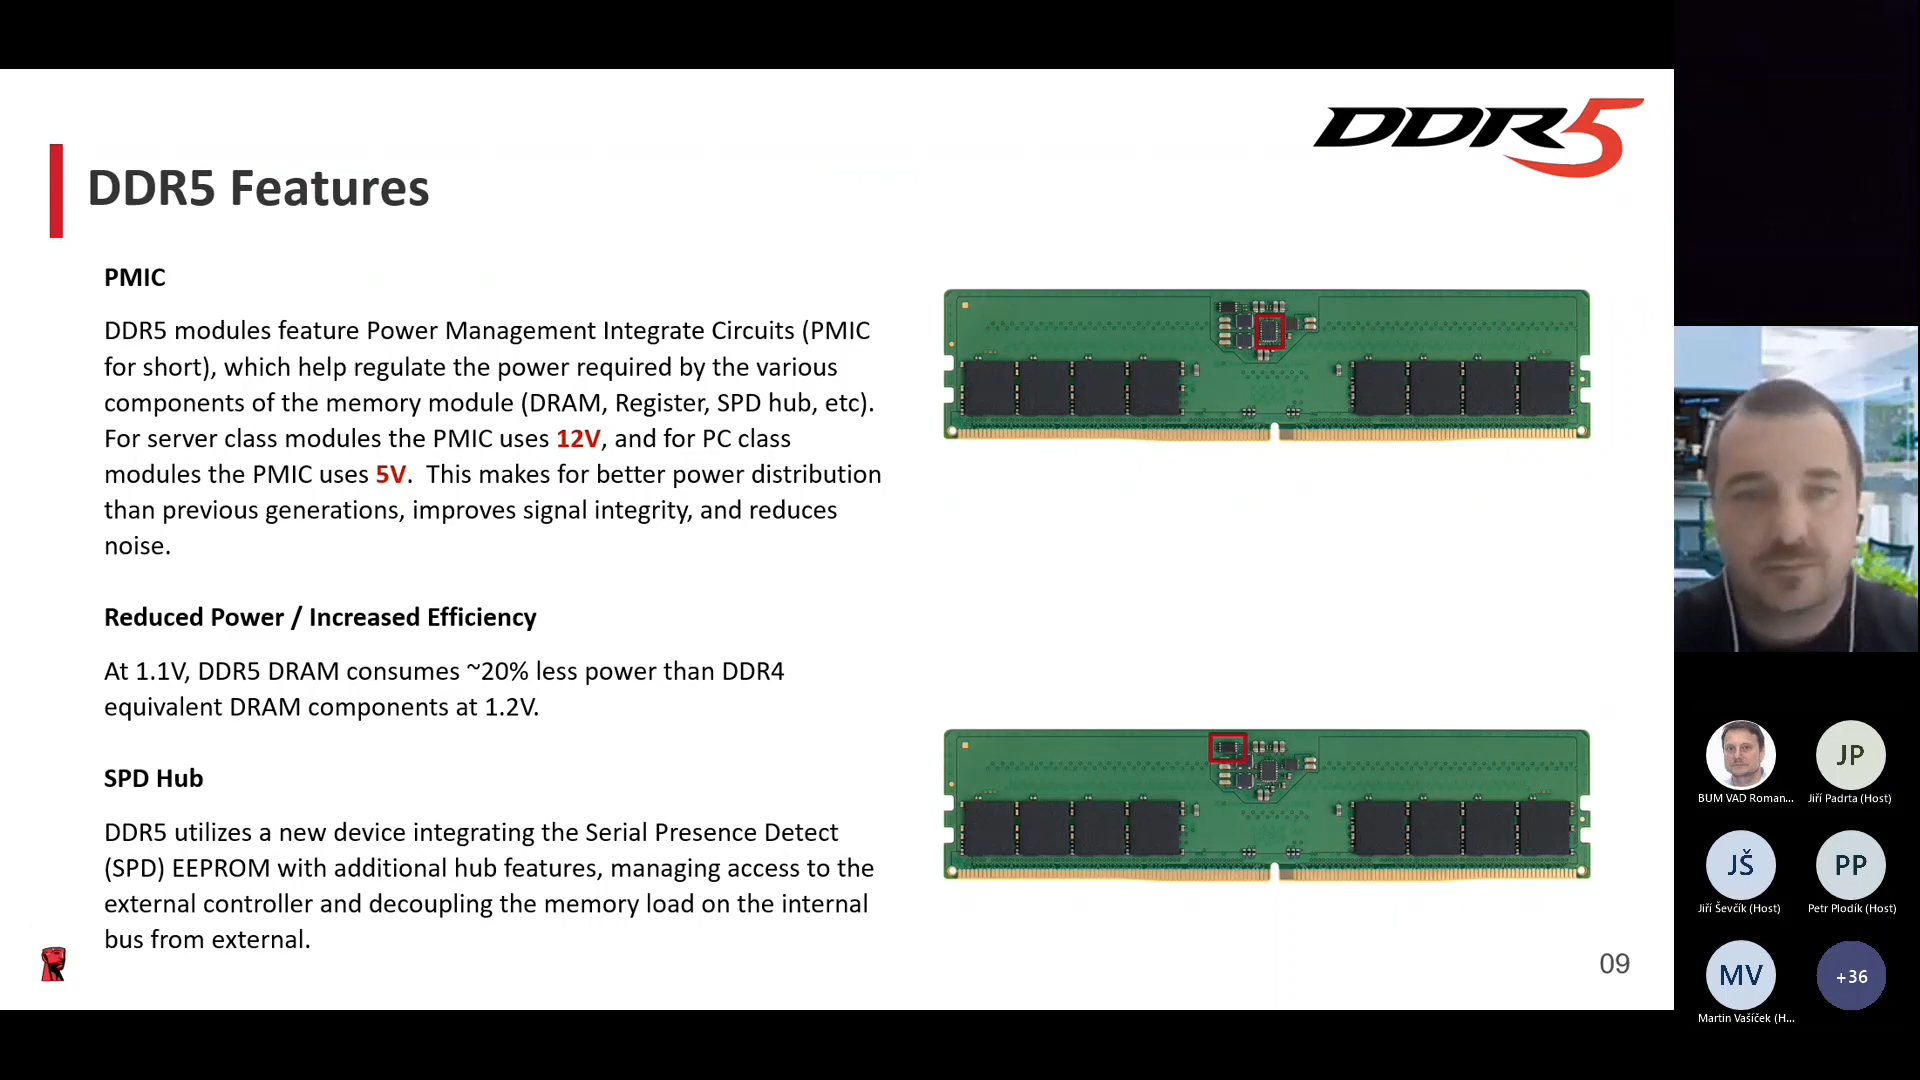 DDR5
DDR5 Features
PMIC
DDR5 modules feature Power Management Integrate Circuits (PMIC
for short), which help regulate the power required by the various
components of the memory module (DRAM, Register, SPD hub, etc).
For server class modules the PMIC uses 12V, and for PC class
modules the PMIC uses 5V.  This makes for better power distribution
than previous generations, improves signal integrity, and reduces
noise.
Reduced Power / Increased Efficiency
At 1.1V, DDR5 DRAM consumes ~20% less power than DDR4
equivalent DRAM components at 1.2V.
SPD Hub
DDR5 utilizes a new device integrating the Serial Presence Detect
(SPD) EEPROM with additional hub features, managing access to the
external controller and decoupling the memory load on the internal
bus from external.
09
BUM VAD Roman...
JP
Jiří Padrta (Host)
JŠ
Jiří Ševčík (Host)
PP
Petr Plodík (Host)
MV
Martin Vašíček (H...
+36